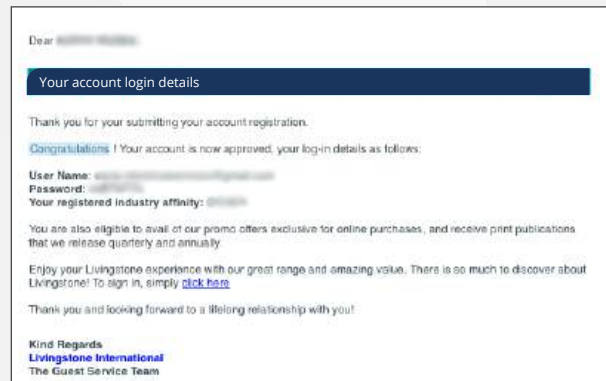 Dear
Your account login details
Thank you for your submitting your account registration.
Congratulations ! Your account is now approved, your log-in details as follows:
User Name:
Password:
Your registered industry affinity:
You are also eligible to avail of our promo offers exclusive for online purchases, and receive print publications
that we release quarterly and annually.
Enjoy your Livingstone experience with our great range and amazing value. There is so much to discover about
Livingstone! To sign in, simply click here
Thank you and looking forward to a lifelong relationship with you!
Kind Regards
Livingstone International
The Guest Service Team